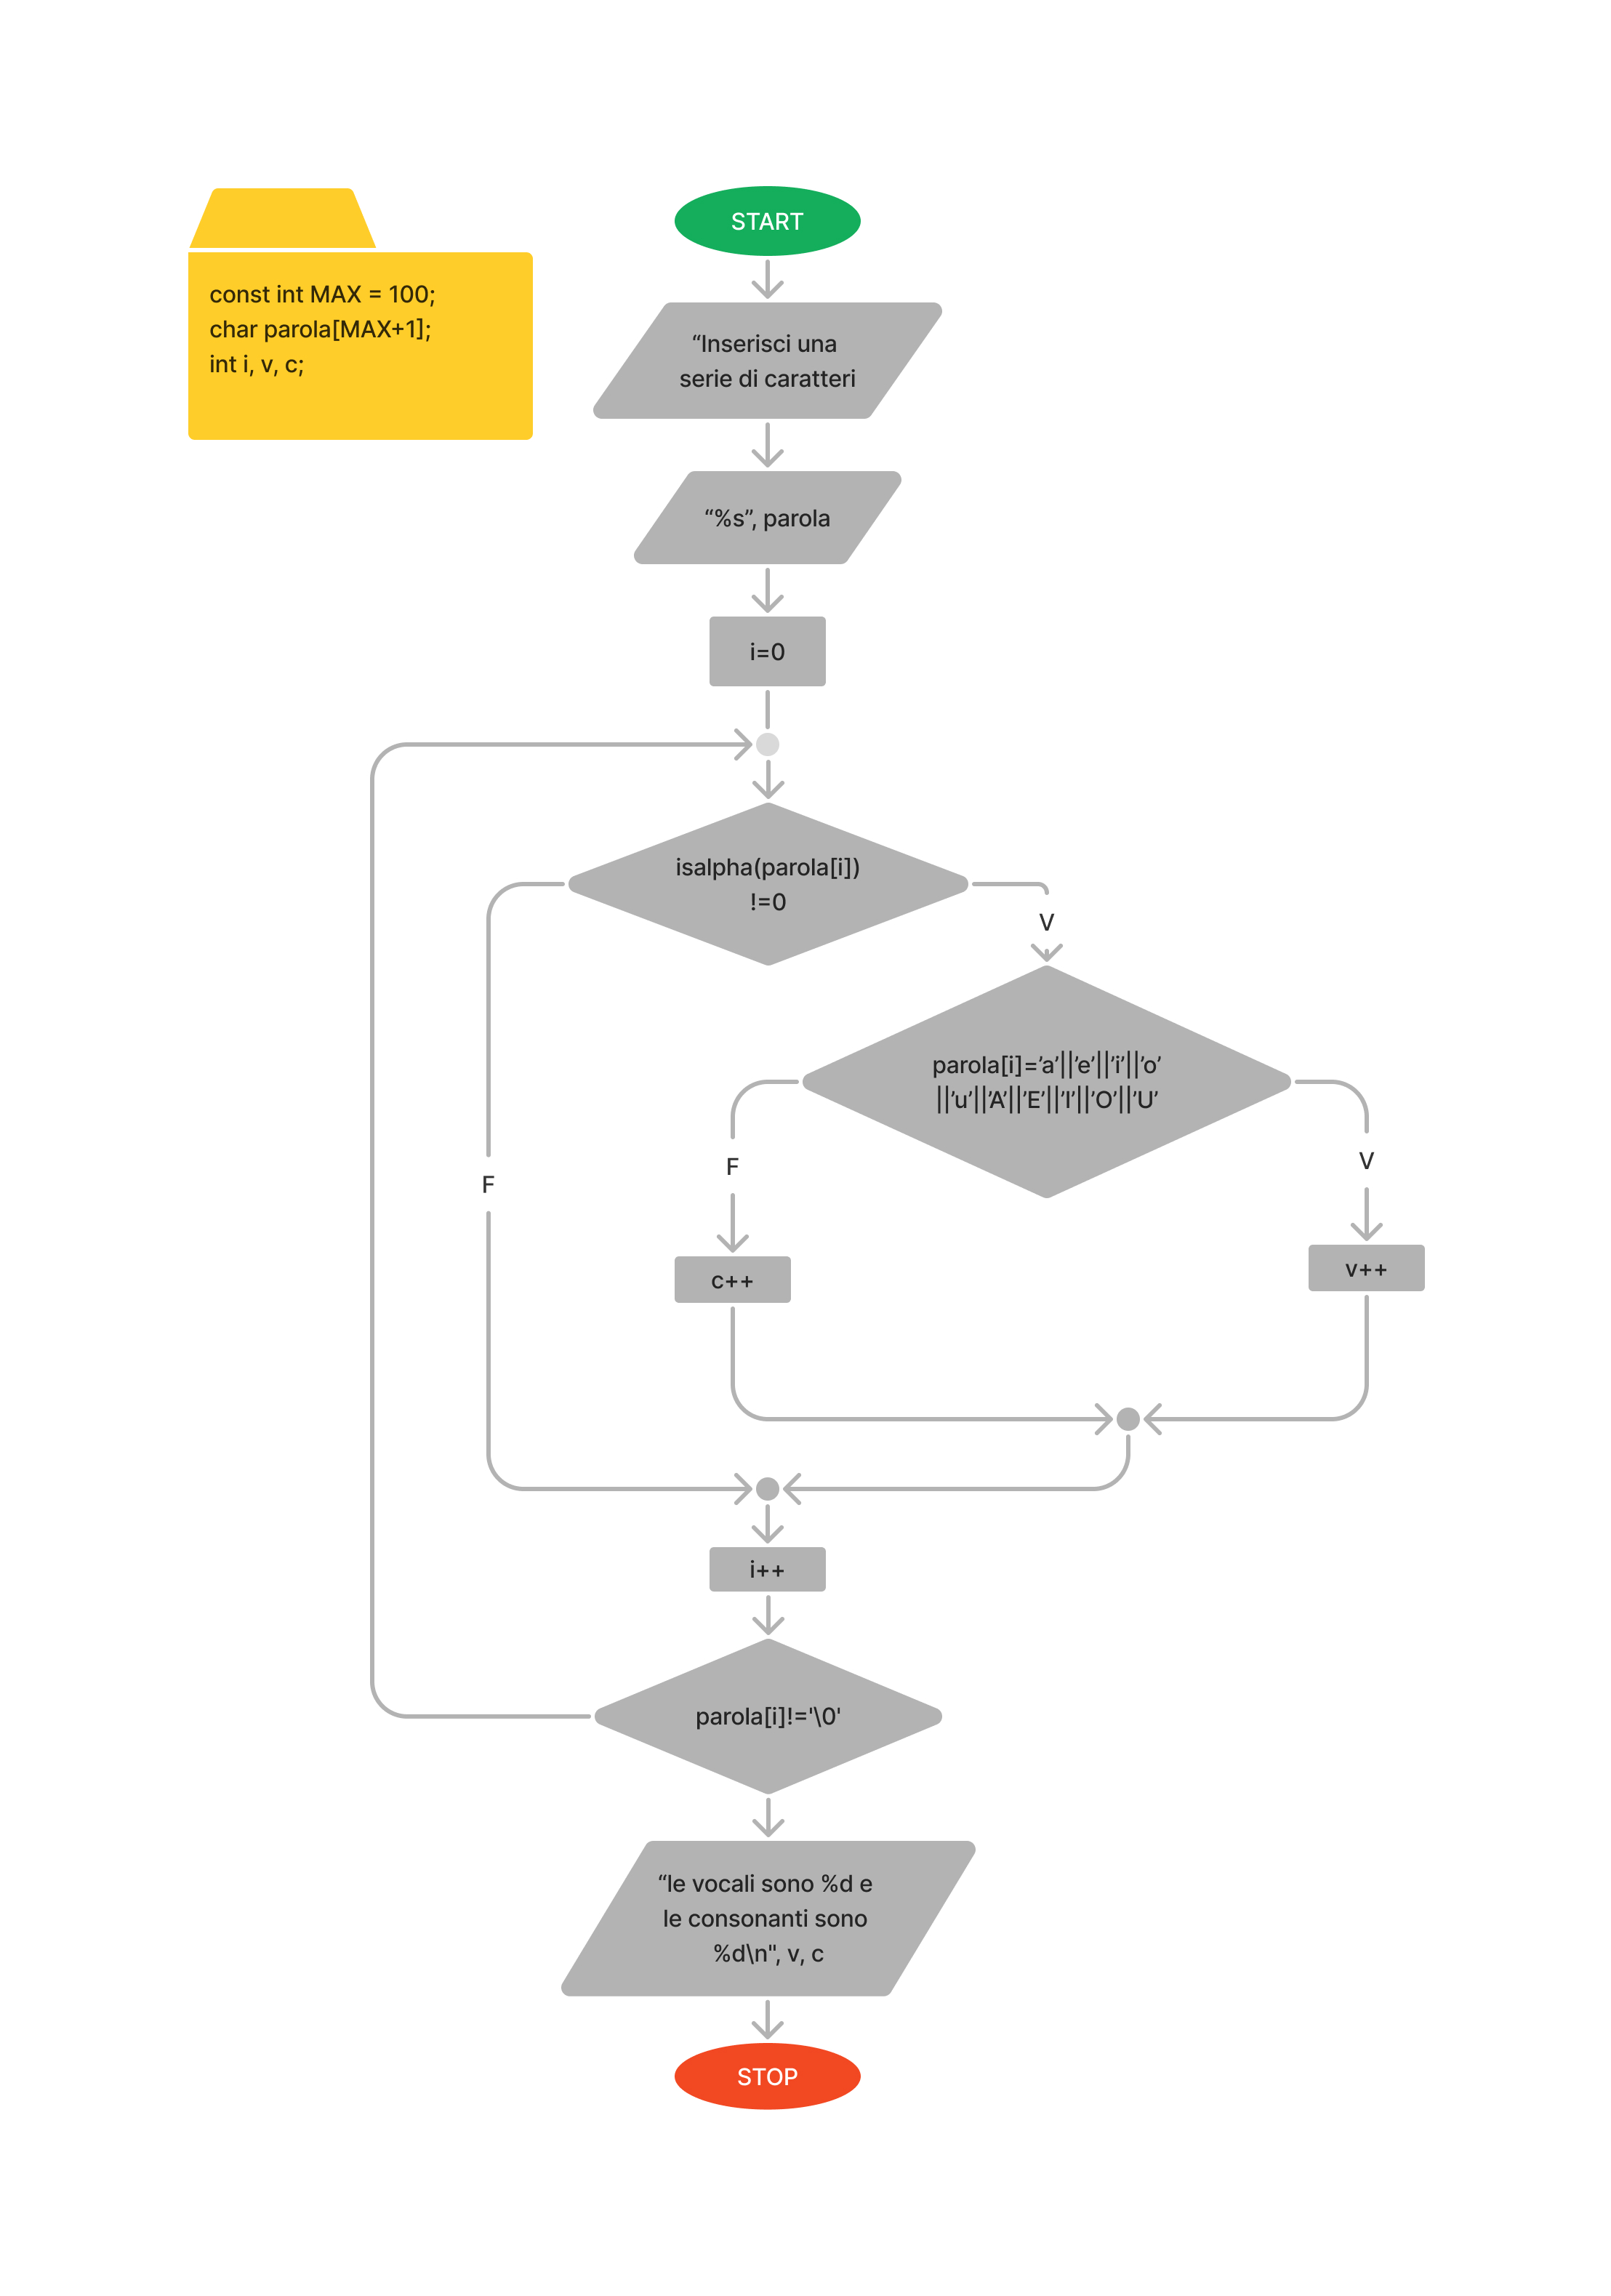 const int MAX = 100;
char parola[MAX+1];
int i, v, c;
START
“Inserisci una
serie di caratteri
“%s”, parola
i=0
isalpha(parola[i])
!=0
V
parola[i]=’a’||’e’||’i’||’o’
||’u’||’A’||’E’||’I’||’O’||’U’
F
F
V
c++
v++
i++
parola[i]!='\0'
“le vocali sono %d e
le consonanti sono
%d\n", v, c
STOP